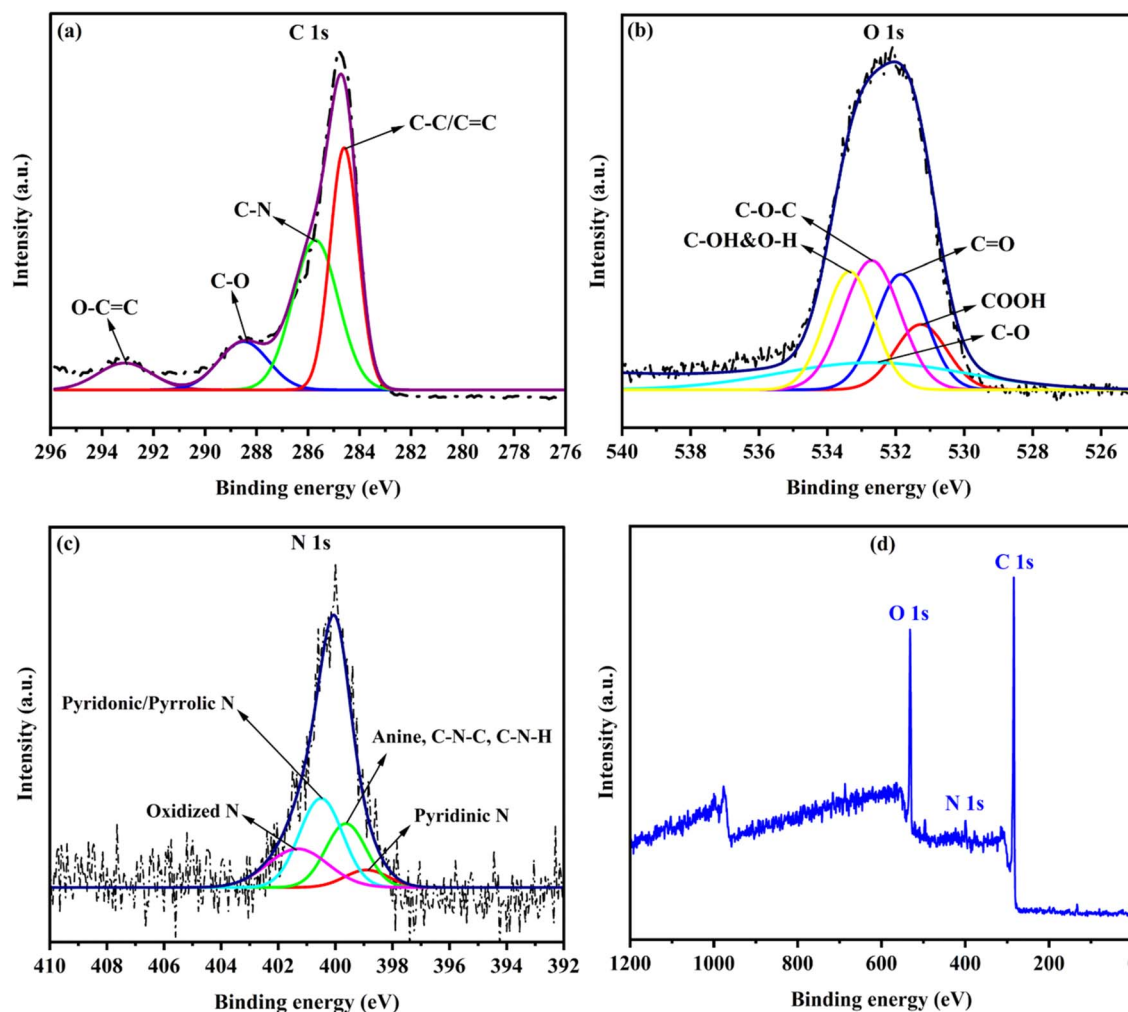 (a)
C 1s
C-C/C=C
C-N
C-O
O-C=C
Intensity (a.u.)
296 294 292 290 288 286 284 282 280 278 276
Binding energy (eV)
(b)
O 1s
C-O-C
C-OH&O-H
C=O
COOH
C-O
Intensity (a.u.)
540 538 536 534 532 530 528 526
Binding energy (eV)
(c)
N 1s
Pyridonic/Pyrrolic N
Anine, C-N-C, C-N-H
Oxidized N
Pyridinic N
Intensity (a.u.)
410 408 406 404 402 400 398 396 394 392
Binding energy (eV)
(d)
C 1s
O 1s
N 1s
Intensity (a.u.)
1200 1000 800 600 400 200
Binding energy (eV)